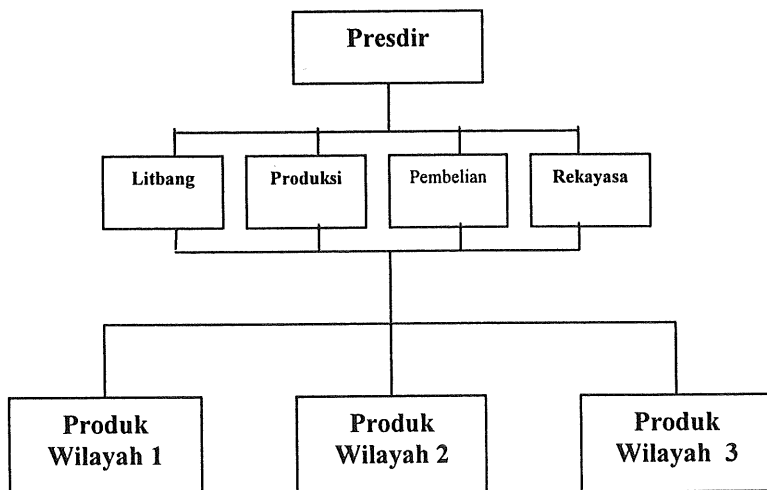 Presdir
Litbang
Produksi
Pembelian
Rekayasa
Produk
Wilayah 1
Produk
Wilayah 2
Produk
Wilayah 3